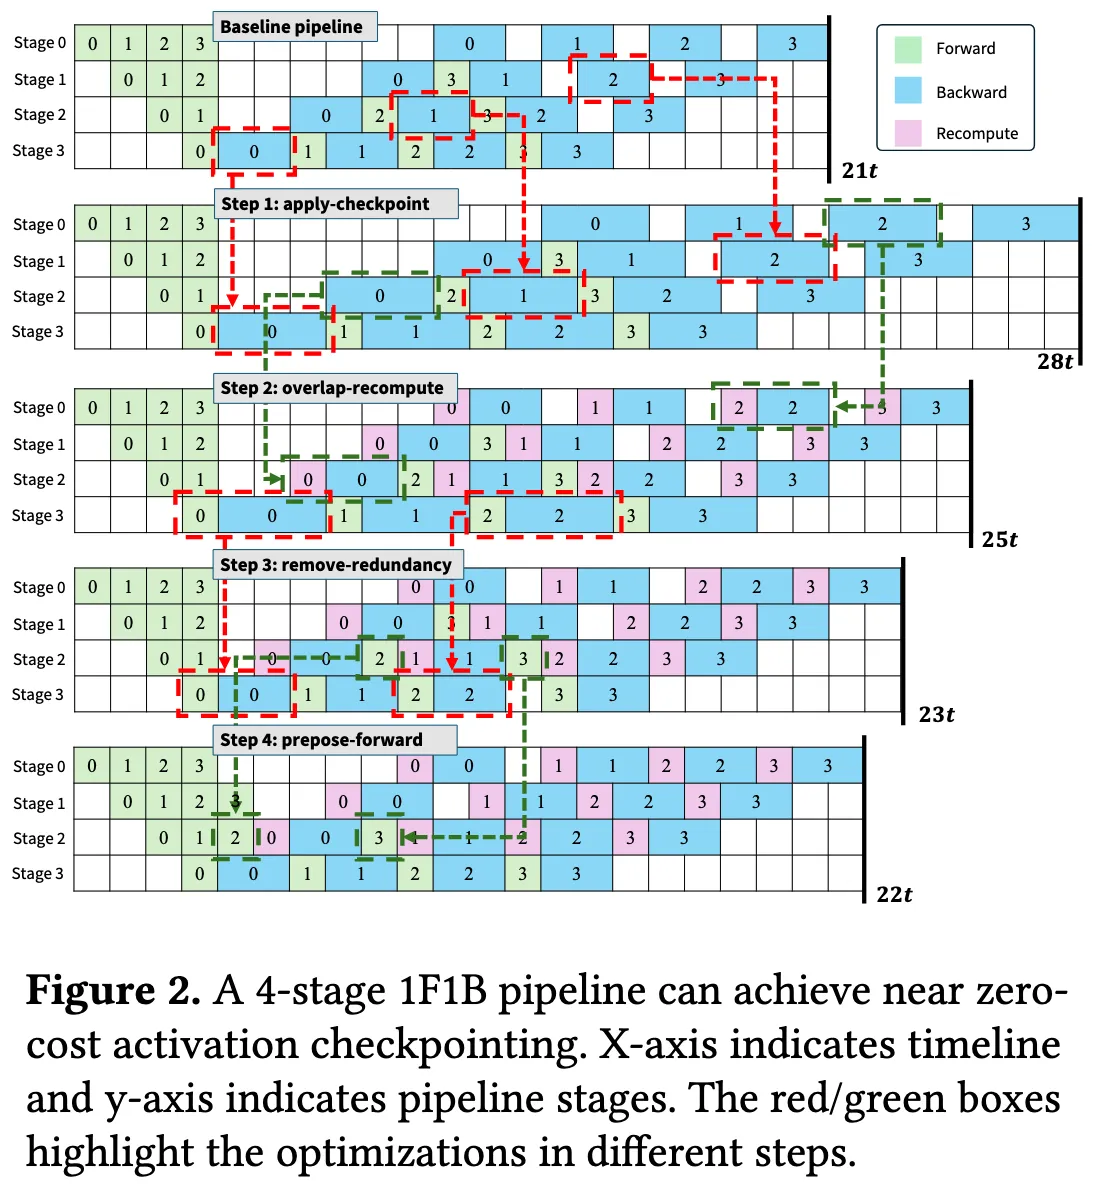 Baseline pipeline
Stage 0 0 1 2 3 0 1 2 3
Stage 1 0 1 2 0 3 1 2 3
Stage 2 0 1 0 2 1 3 2 3
Stage 3 0 0 1 1 2 2 3 3
21t
Forward
Backward
Recompute
Step 1: apply-checkpoint
Stage 0 0 1 2 3 0 1 2 3
Stage 1 0 1 2 0 3 1 2 3
Stage 2 0 1 0 2 1 3 2 3
Stage 3 0 0 1 1 2 2 3 3
28t
Step 2: overlap-recompute
Stage 0 0 1 2 3 0 0 1 1 2 2 3 3
Stage 1 0 1 2 0 0 3 1 1 2 2 3 3
Stage 2 0 1 0 0 2 1 1 3 2 2 3 3
Stage 3 0 0 1 1 2 2 3 3
25t
Step 3: remove-redundancy
Stage 0 0 1 2 3 0 0 1 1 2 2 3 3
Stage 1 0 1 2 0 0 3 1 1 2 2 3 3
Stage 2 0 1 0 0 2 1 1 3 2 2 3 3
Stage 3 0 0 1 1 2 2 3 3
23t
Step 4: prepose-forward
Stage 0 0 1 2 3 0 0 1 1 2 2 3 3
Stage 1 0 1 2 3 0 0 1 1 2 2 3 3
Stage 2 0 1 2 0 0 3 1 1 2 2 3 3
Stage 3 0 0 1 1 2 2 3 3
22t
Figure 2. A 4-stage 1F1B pipeline can achieve near zero-
cost activation checkpointing. X-axis indicates timeline
and y-axis indicates pipeline stages. The red/green boxes
highlight the optimizations in different steps.